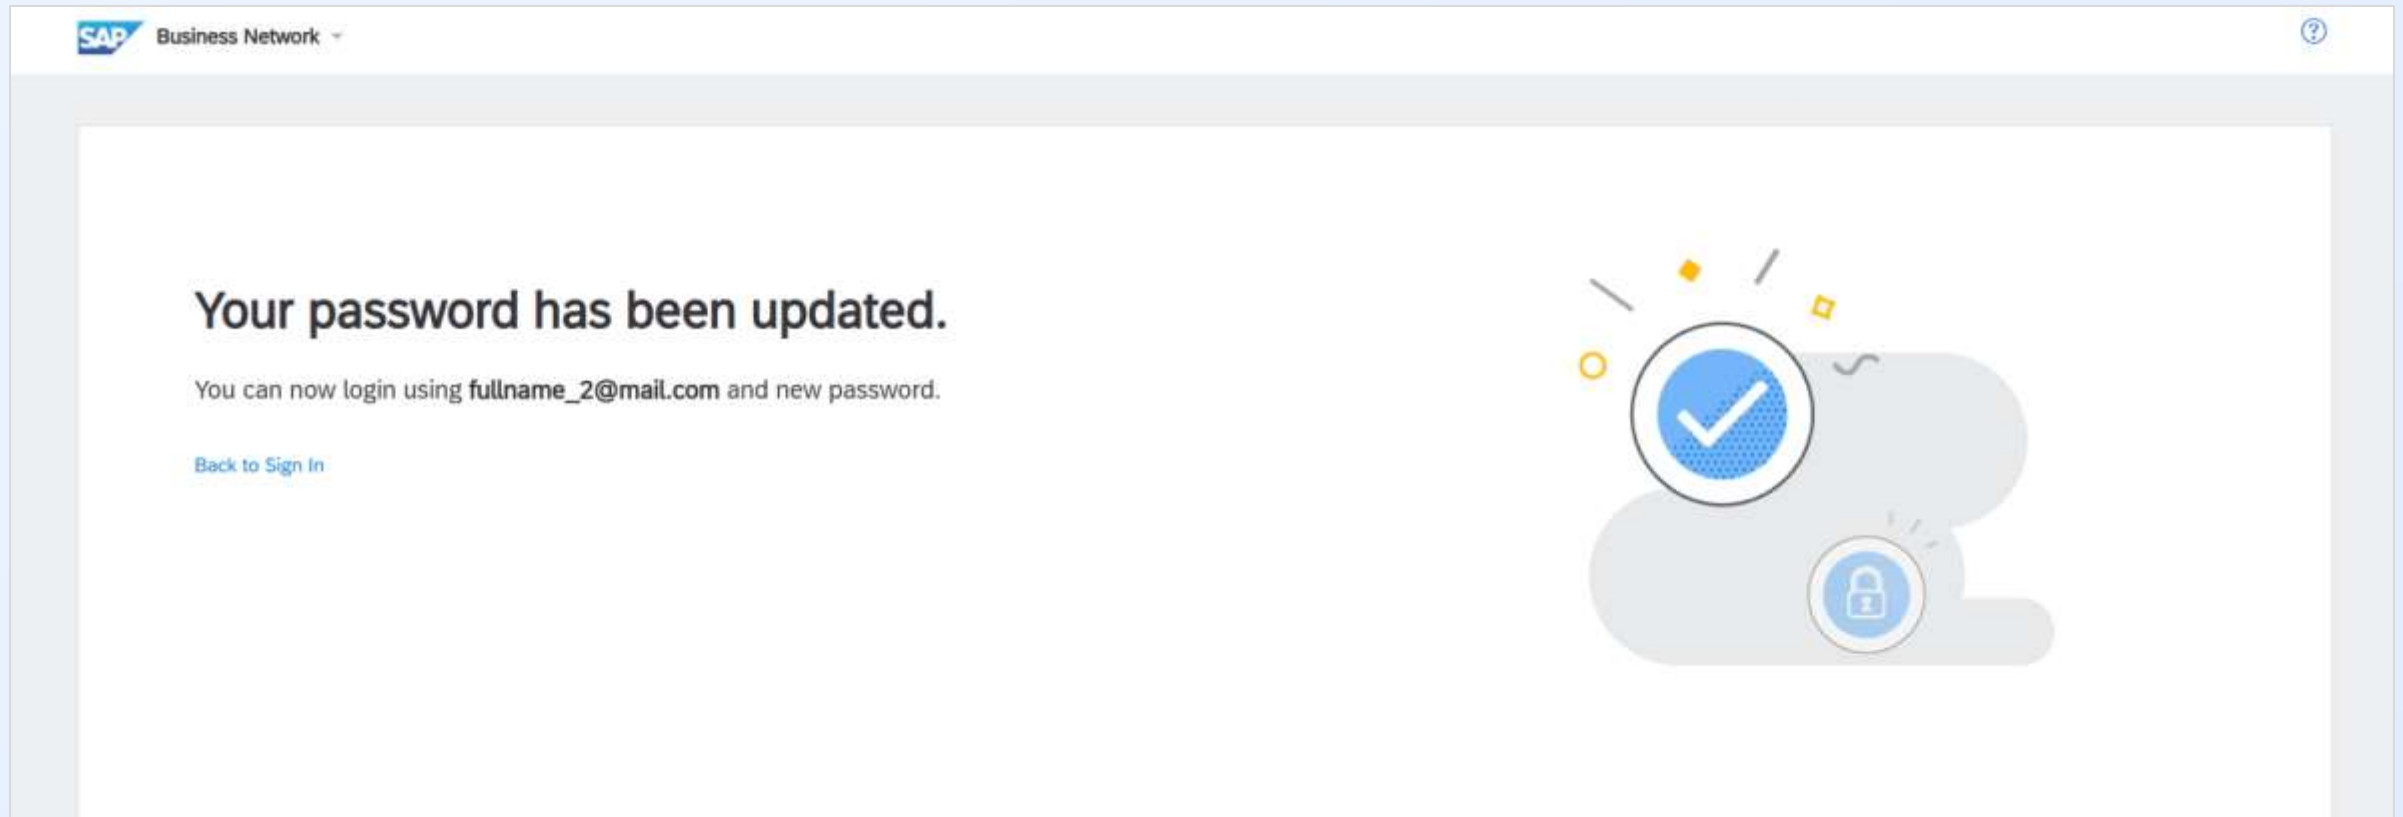 SAP Business Network
?
Your password has been updated.
You can now login using fullname_2@mail.com and new password.
Back to Sign In